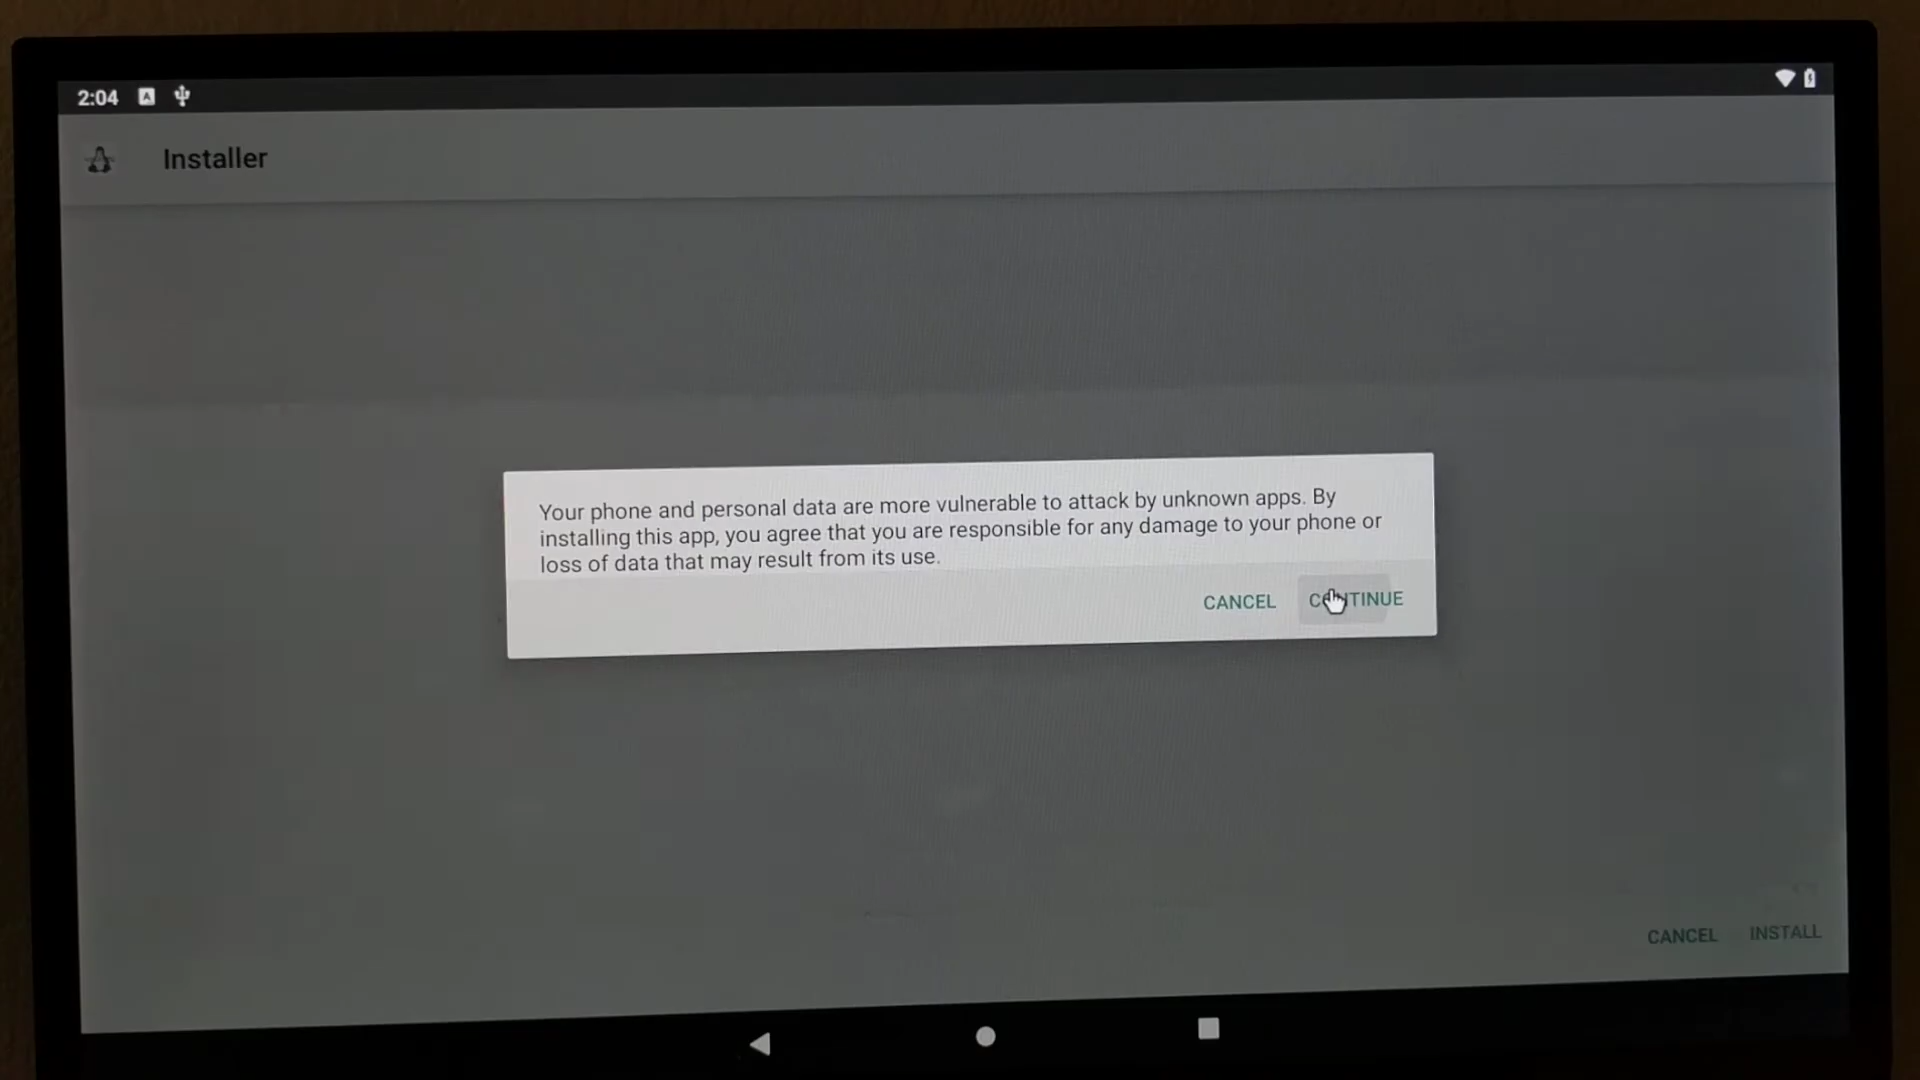 2:04
Installer
Your phone and personal data are more vulnerable to attack by unknown apps. By
installing this app, you agree that you are responsible for any damage to your phone or
loss of data that may result from its use.
CANCEL CONTINUE
CANCEL INSTALL